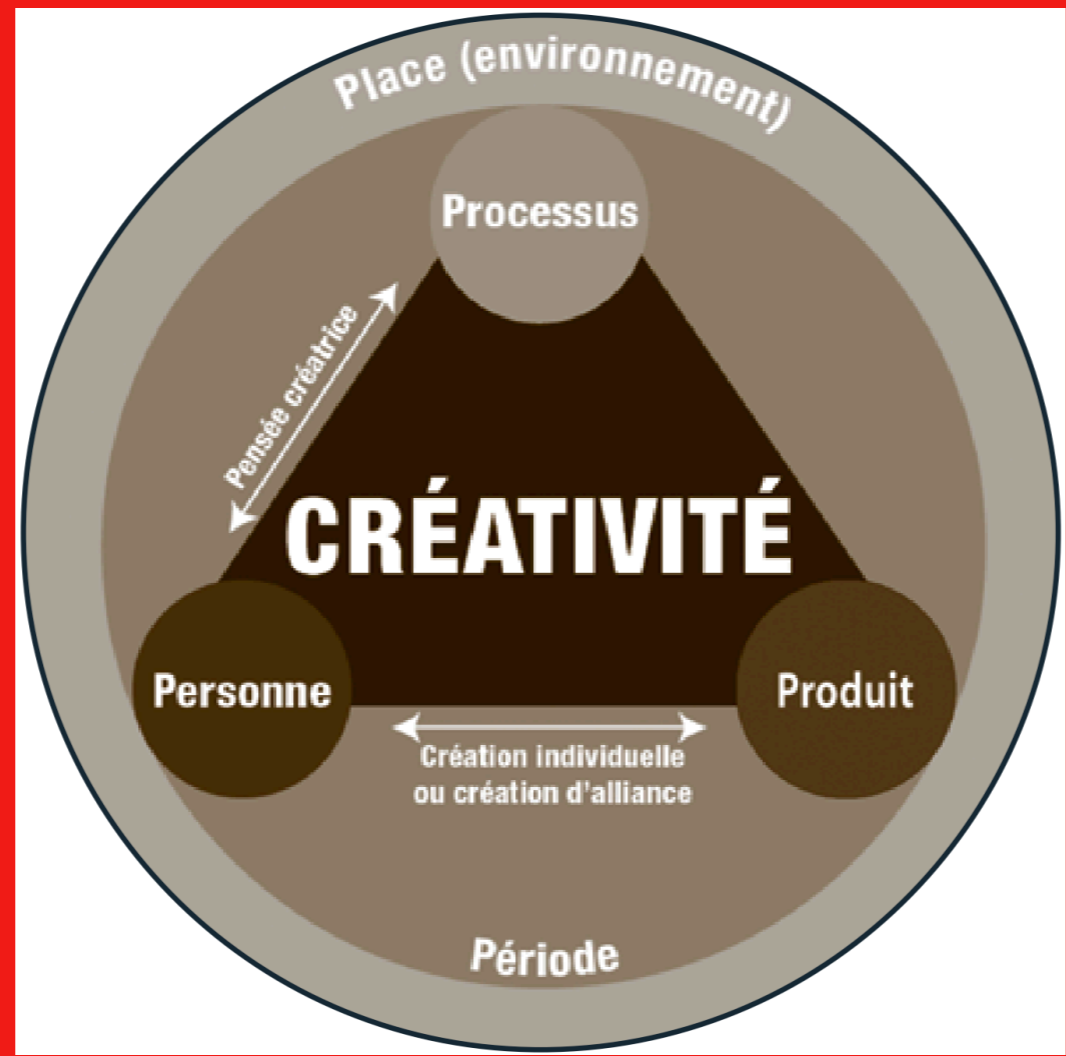 Place (environnement)
Processus
Pensée créatrice
CRÉATIVITÉ
Personne
Produit
Création individuelle
ou création d'alliance
Période